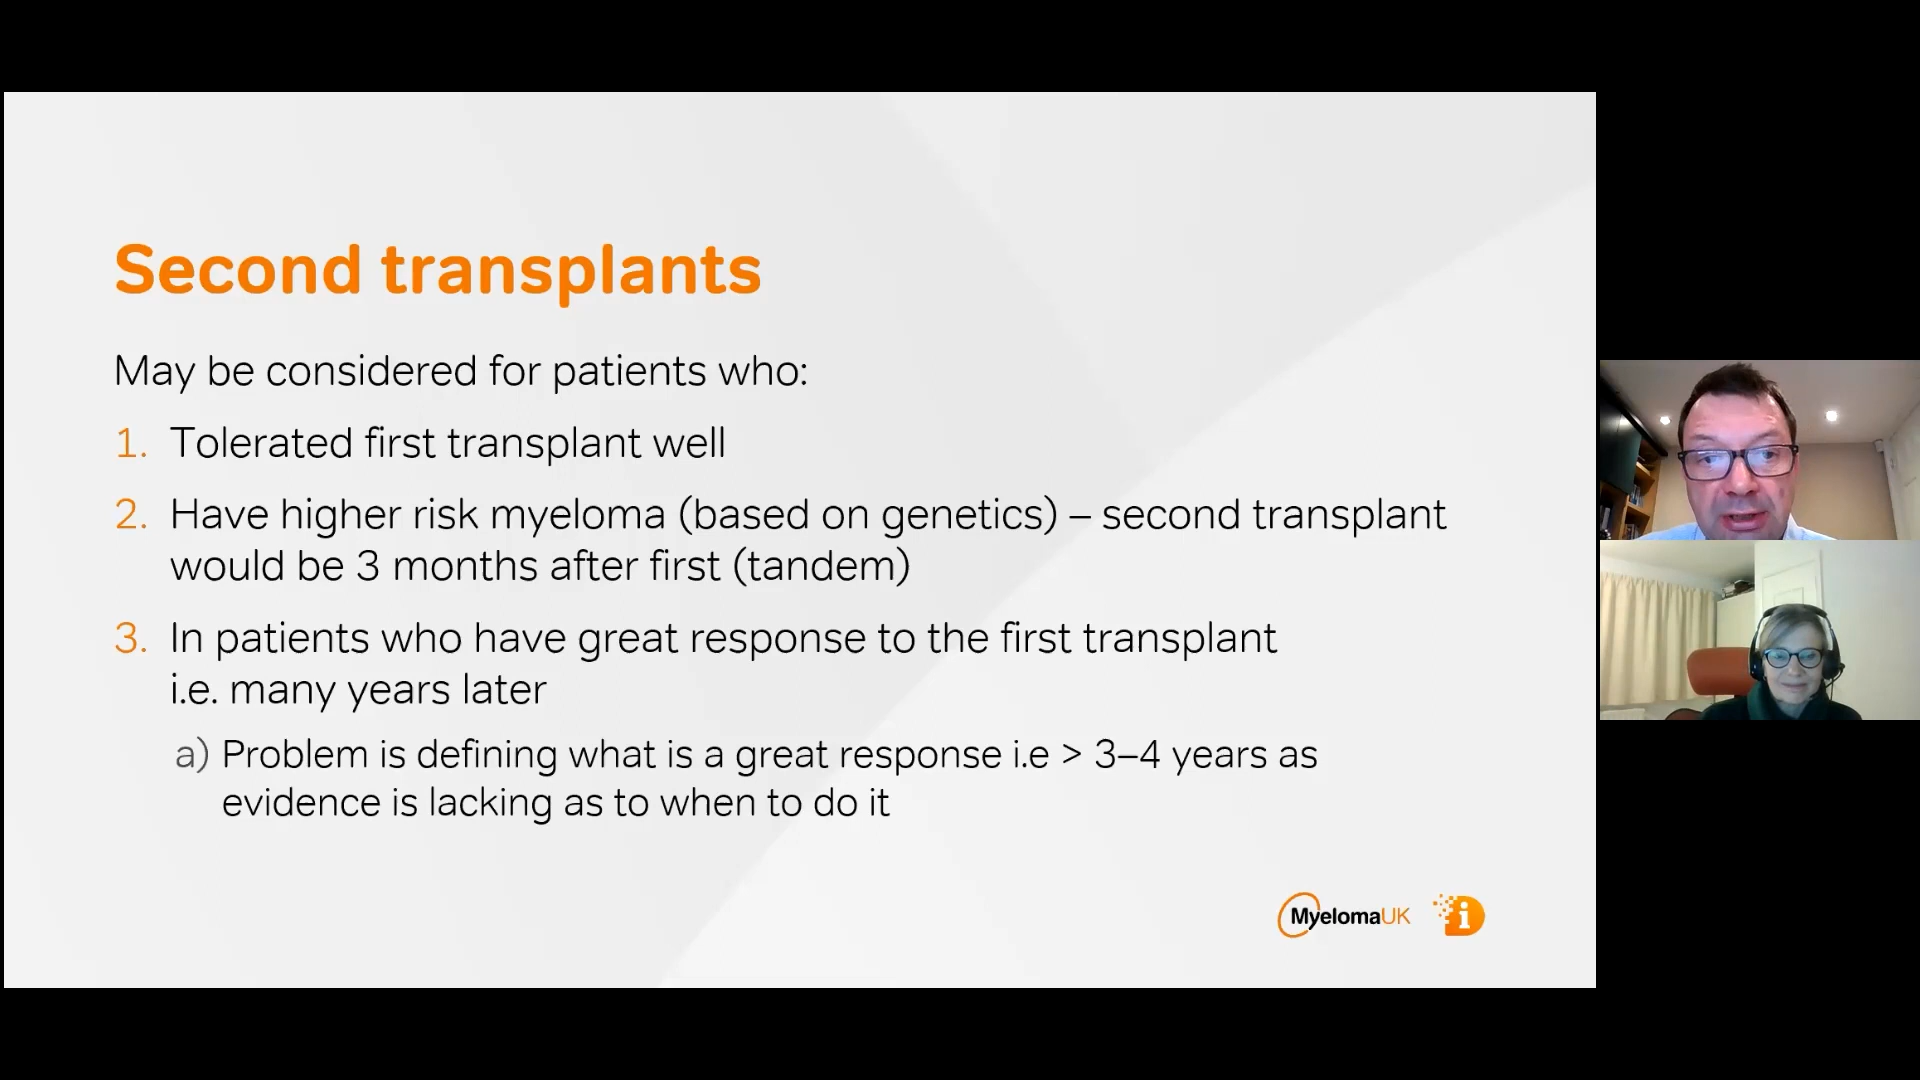 Second transplants
May be considered for patients who:
1. Tolerated first transplant well
2. Have higher risk myeloma (based on genetics) – second transplant
would be 3 months after first (tandem)
3. In patients who have great response to the first transplant
i.e. many years later
a) Problem is defining what is a great response i.e > 3–4 years as
evidence is lacking as to when to do it
MyelomaUK i